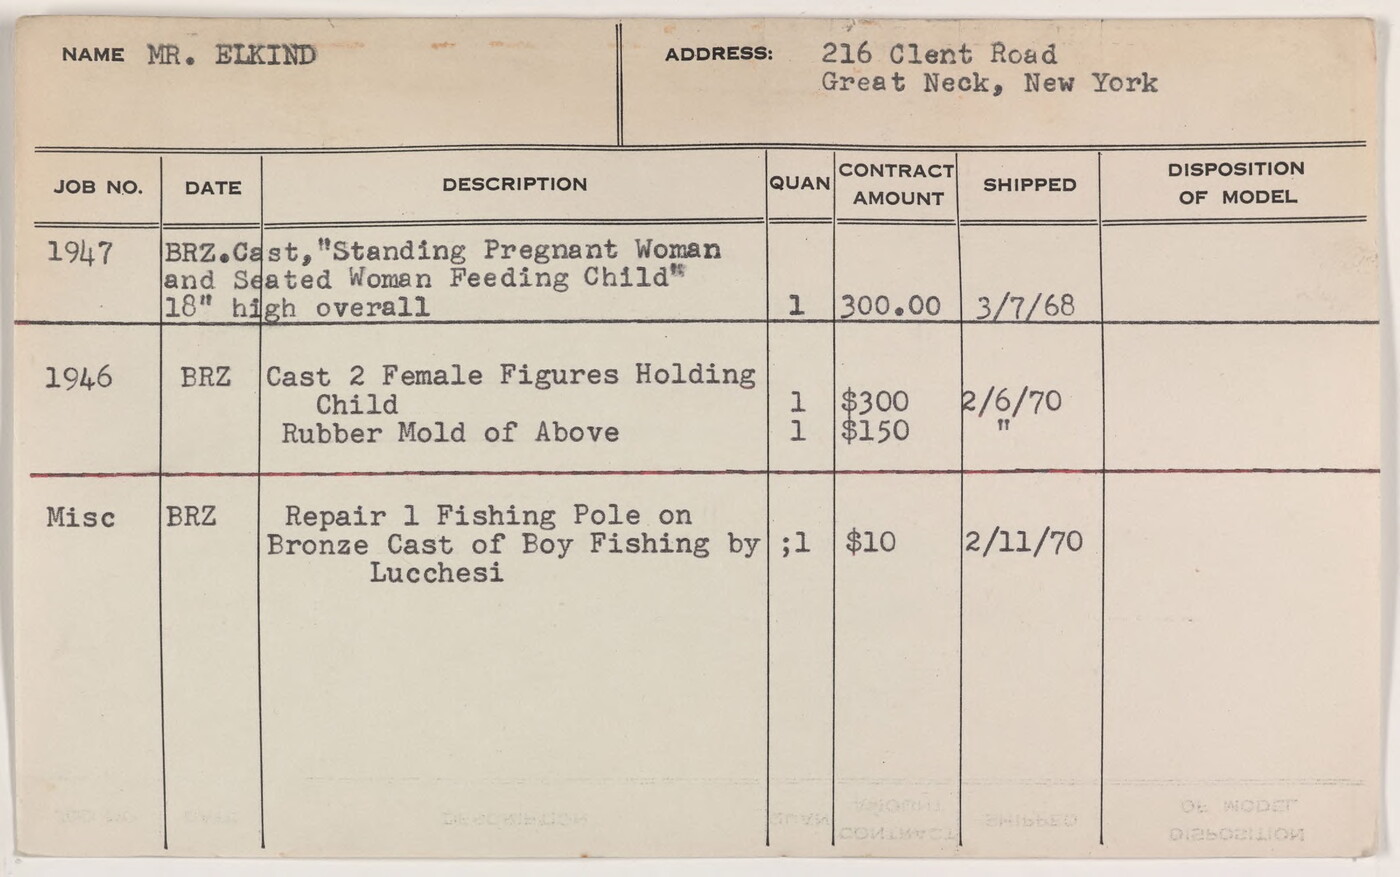 NAME MR. ELKIND
ADDRESS: 216 Clent Road
Great Neck, New York
JOB NO. DATE DESCRIPTION QUAN CONTRACT AMOUNT SHIPPED DISPOSITION OF MODEL
1947 BRZ.Cast,"Standing Pregnant Woman
and Seated Woman Feeding Child"
18" high overall 1 300.00 3/7/68
1946 BRZ Cast 2 Female Figures Holding
Child 1 $300 2/6/70
Rubber Mold of Above 1 $150 "
Misc BRZ Repair 1 Fishing Pole on
Bronze Cast of Boy Fishing by ;1 $10 2/11/70
Lucchesi